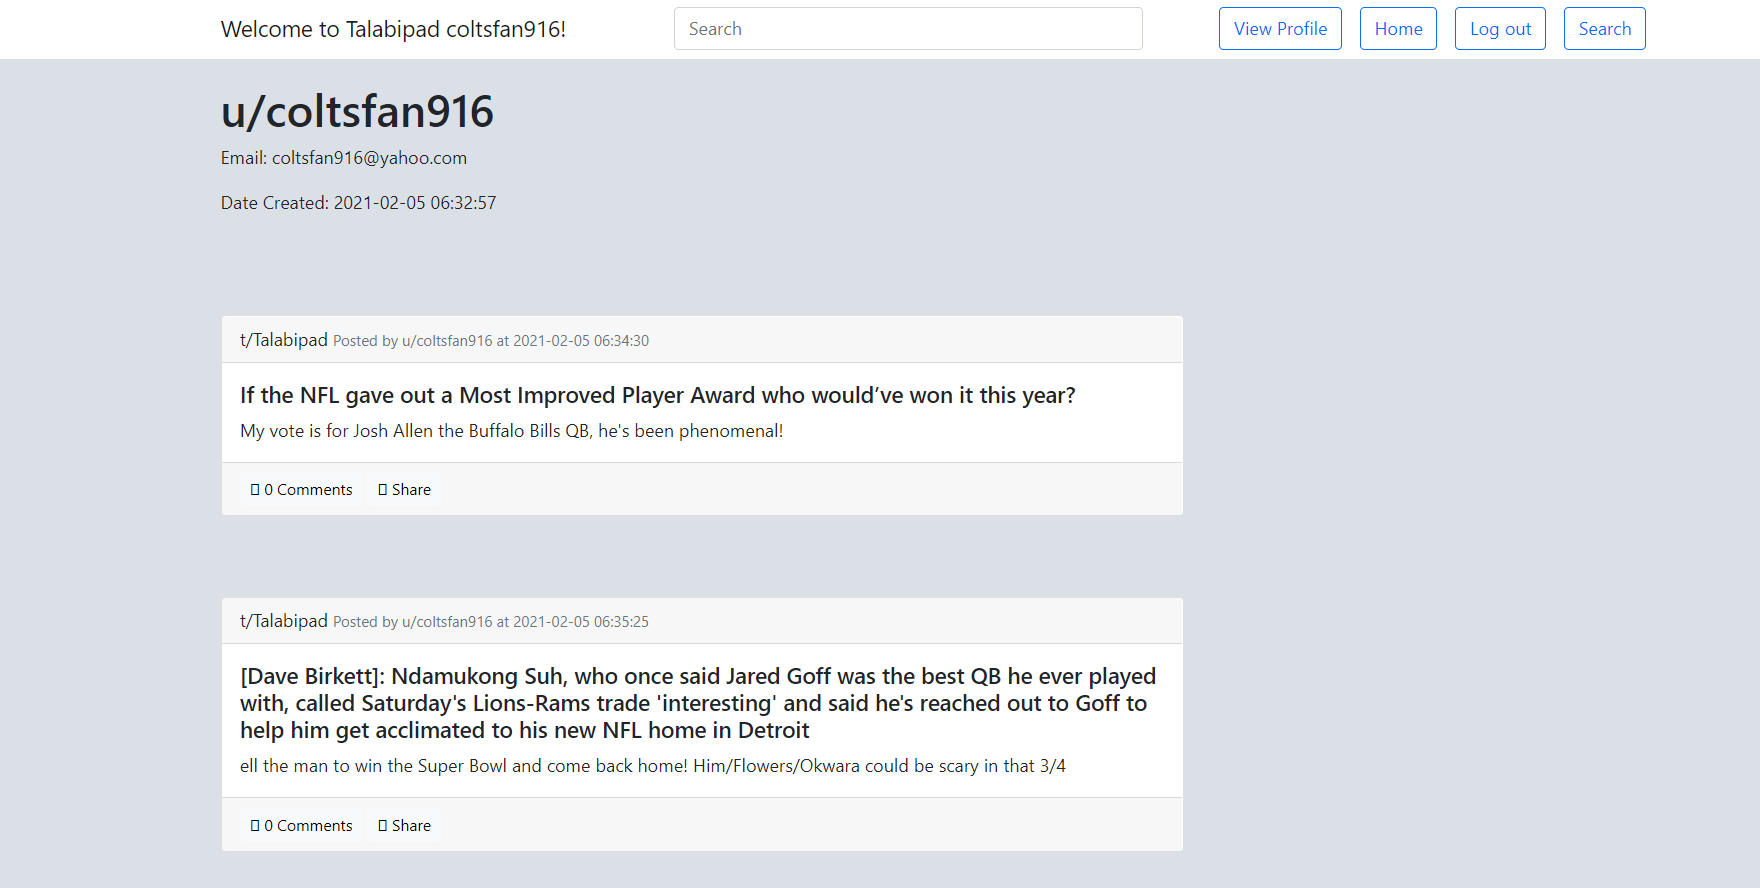 Welcome to Talabipad coltsfan916!
Search
View Profile
Home
Log out
Search
u/coltsfan916
Email: coltsfan916@yahoo.com
Date Created: 2021-02-05 06:32:57
t/Talabipad Posted by u/coltsfan916 at 2021-02-05 06:34:30
If the NFL gave out a Most Improved Player Award who would’ve won it this year?
My vote is for Josh Allen the Buffalo Bills QB, he's been phenomenal!
0 Comments
Share
t/Talabipad Posted by u/coltsfan916 at 2021-02-05 06:35:25
[Dave Birkett]: Ndamukong Suh, who once said Jared Goff was the best QB he ever played
with, called Saturday's Lions-Rams trade 'interesting' and said he's reached out to Goff to
help him get acclimated to his new NFL home in Detroit
ell the man to win the Super Bowl and come back home! Him/Flowers/Okwara could be scary in that 3/4
0 Comments
Share